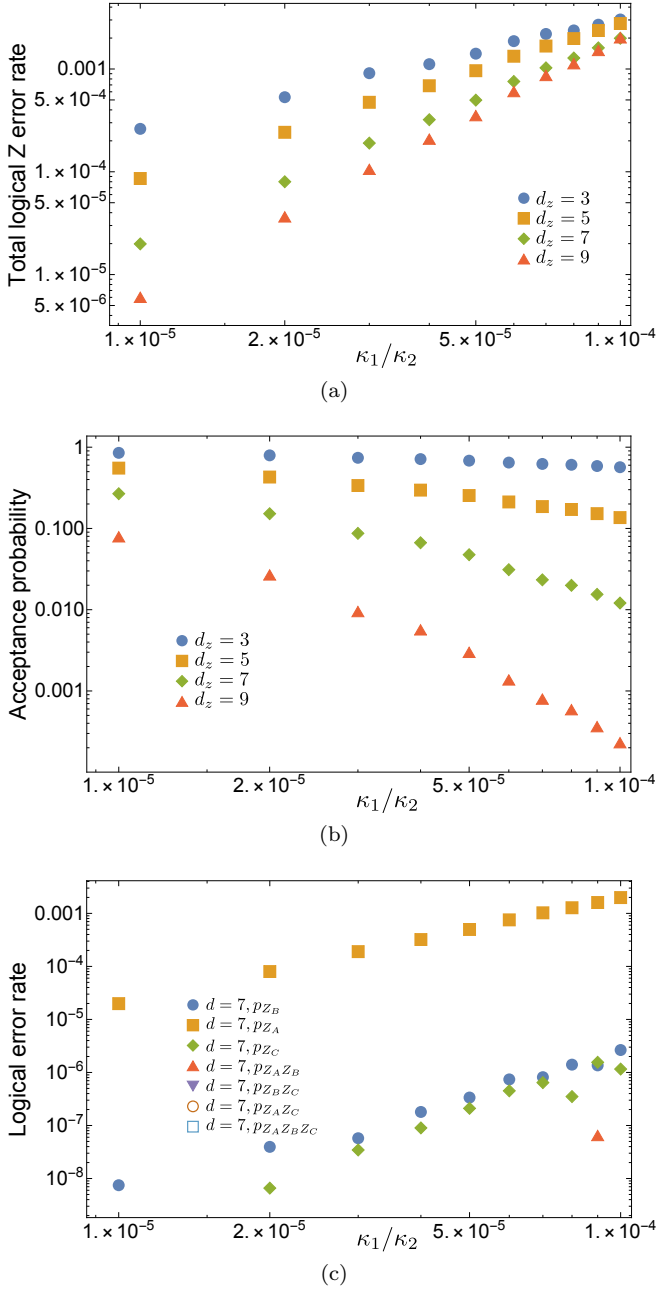 Total logical Z error rate
0.001
5.×10⁻⁴
1.×10⁻⁴
5.×10⁻⁵
1.×10⁻⁵
5.×10⁻⁶
d_z = 3
d_z = 5
d_z = 7
d_z = 9
1.×10⁻⁵ 2.×10⁻⁵ 5.×10⁻⁵ 1.×10⁻⁴
κ₁/κ₂
(a)
Acceptance probability
1
0.100
0.010
0.001
d_z = 3
d_z = 5
d_z = 7
d_z = 9
1.×10⁻⁵ 2.×10⁻⁵ 5.×10⁻⁵ 1.×10⁻⁴
κ₁/κ₂
(b)
Logical error rate
0.001
10⁻⁴
10⁻⁵
10⁻⁶
10⁻⁷
10⁻⁸
d = 7, p_{Z_B}
d = 7, p_{Z_A}
d = 7, p_{Z_C}
d = 7, p_{Z_A Z_B}
d = 7, p_{Z_B Z_C}
d = 7, p_{Z_A Z_C}
d = 7, p_{Z_A Z_B Z_C}
1.×10⁻⁵ 2.×10⁻⁵ 5.×10⁻⁵ 1.×10⁻⁴
κ₁/κ₂
(c)